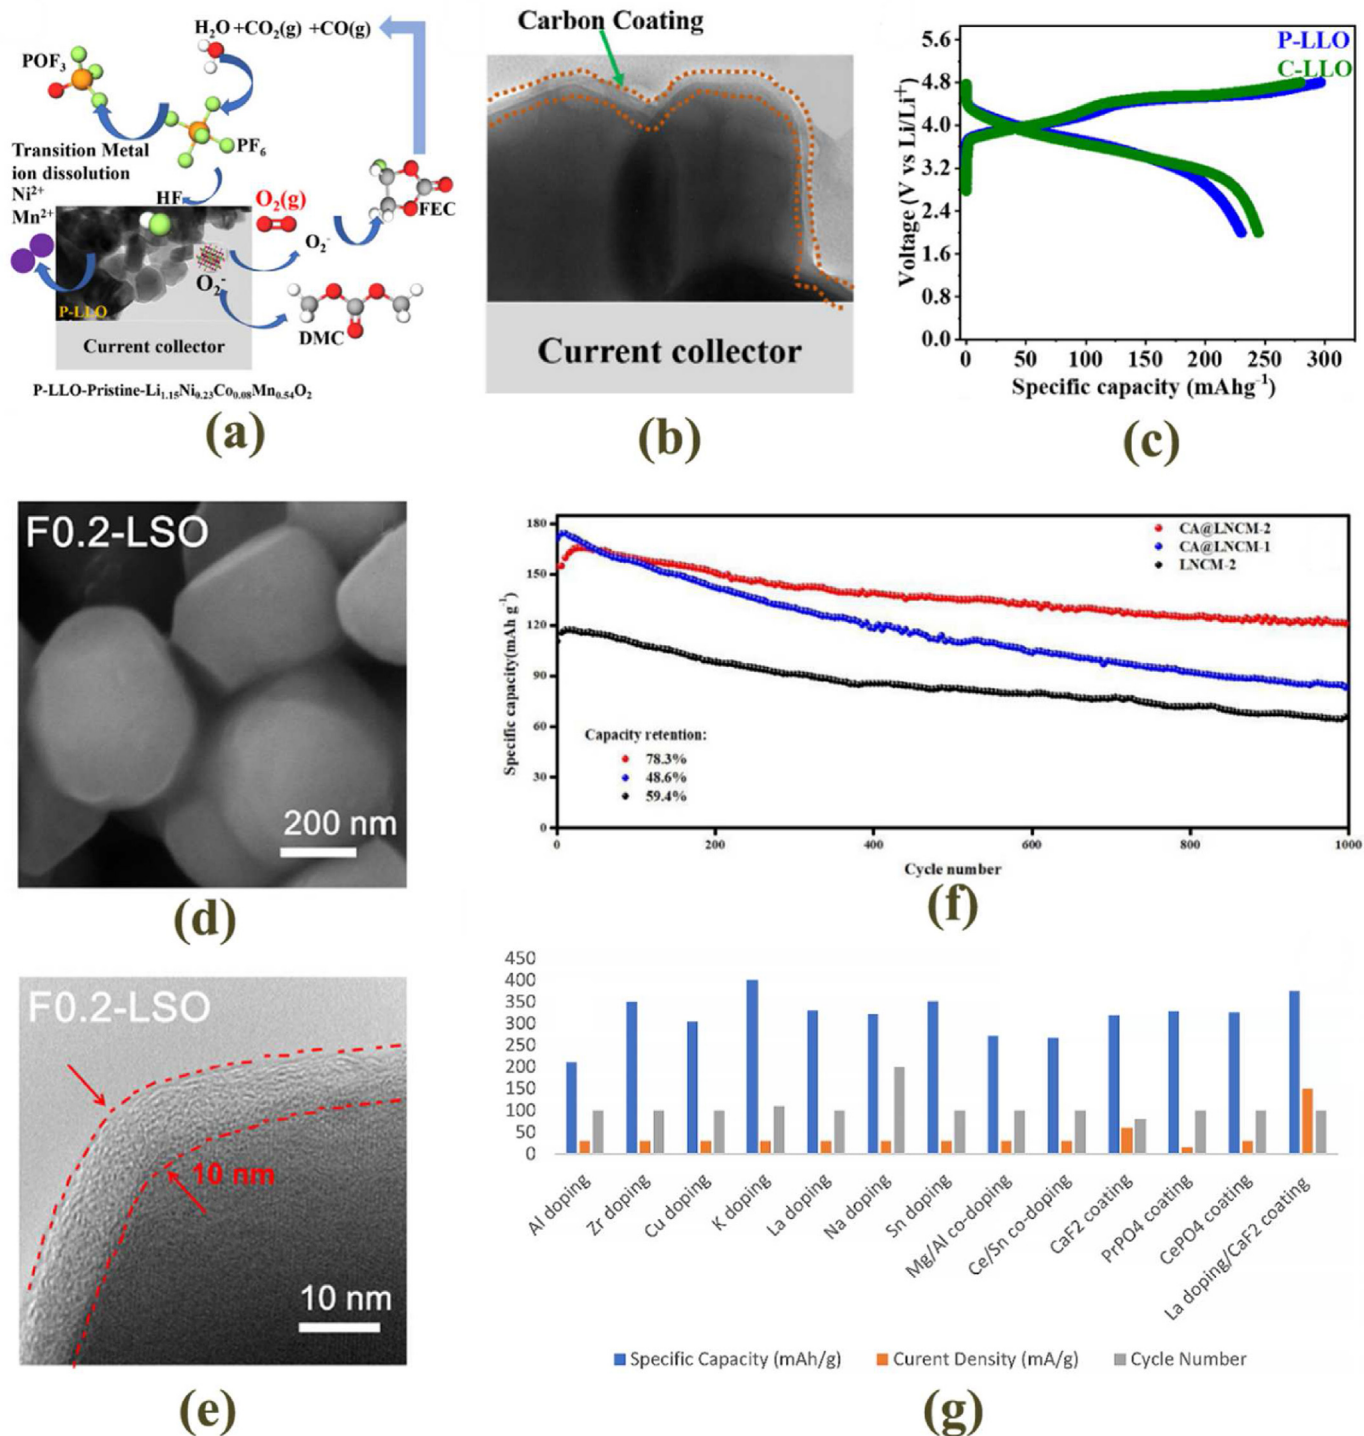 H₂O +CO₂(g) +CO(g)
POF₃
PF₆
Transition Metal
ion dissolution
Ni²⁺
Mn²⁺
HF
O₂(g)
FEC
O₂⁻
O₂⁻
P-LLO
DMC
Current collector
P-LLO-Pristine-Li₁.₁₅Ni₀.₂₃Co₀.₀₈Mn₀.₅₄O₂
(a)
Carbon Coating
Current collector
(b)
P-LLO
C-LLO
5.6
4.8
4.0
3.2
2.4
1.6
0.8
0.0
Voltage (V vs Li/Li⁺)
0 50 100 150 200 250 300
Specific capacity (mAhg⁻¹)
(c)
F0.2-LSO
200 nm
(d)
F0.2-LSO
10 nm
10 nm
(e)
180
150
120
90
60
30
0
Specific capacity(mAh g⁻¹)
CA@LNCM-2
CA@LNCM-1
LNCM-2
Capacity retention:
78.3%
48.6%
59.4%
0 200 400 600 800 1000
Cycle number
(f)
450
400
350
300
250
200
150
100
50
0
Al doping
Zr doping
Cu doping
K doping
La doping
Na doping
Sn doping
Mg/Al co-doping
Ce/Sn co-doping
CaF2 coating
PrPO4 coating
CePO4 coating
La doping/CaF2 coating
Specific Capacity (mAh/g) Curent Density (mA/g) Cycle Number
(g)